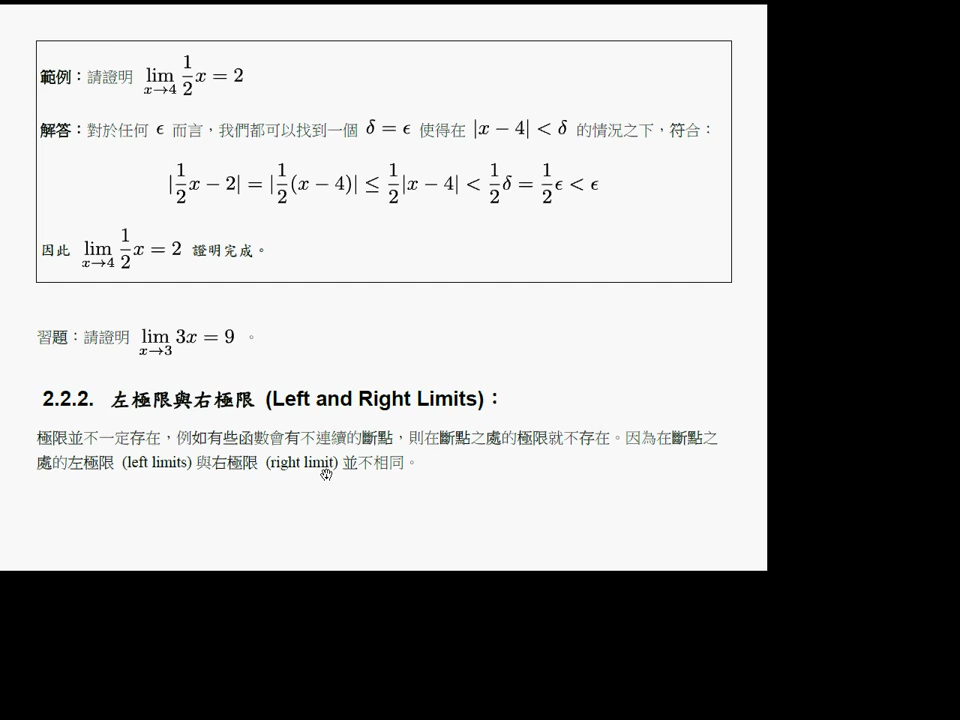 範例：請證明 lim x→4 1/2 x = 2
解答：對於任何 ϵ 而言，我們都可以找到一個 δ = ϵ 使得在 |x − 4| < δ 的情況之下，符合：
|1/2 x − 2| = |1/2 (x − 4)| ≤ 1/2 |x − 4| < 1/2 δ = 1/2 ϵ < ϵ
因此 lim x→4 1/2 x = 2 證明完成。
習題：請證明 lim x→3 3x = 9 。
2.2.2. 左極限與右極限 (Left and Right Limits)：
極限並不一定存在，例如有些函數會有不連續的斷點，則在斷點之處的極限就不存在。因為在斷點之
處的左極限 (left limits) 與右極限 (right limit) 並不相同。